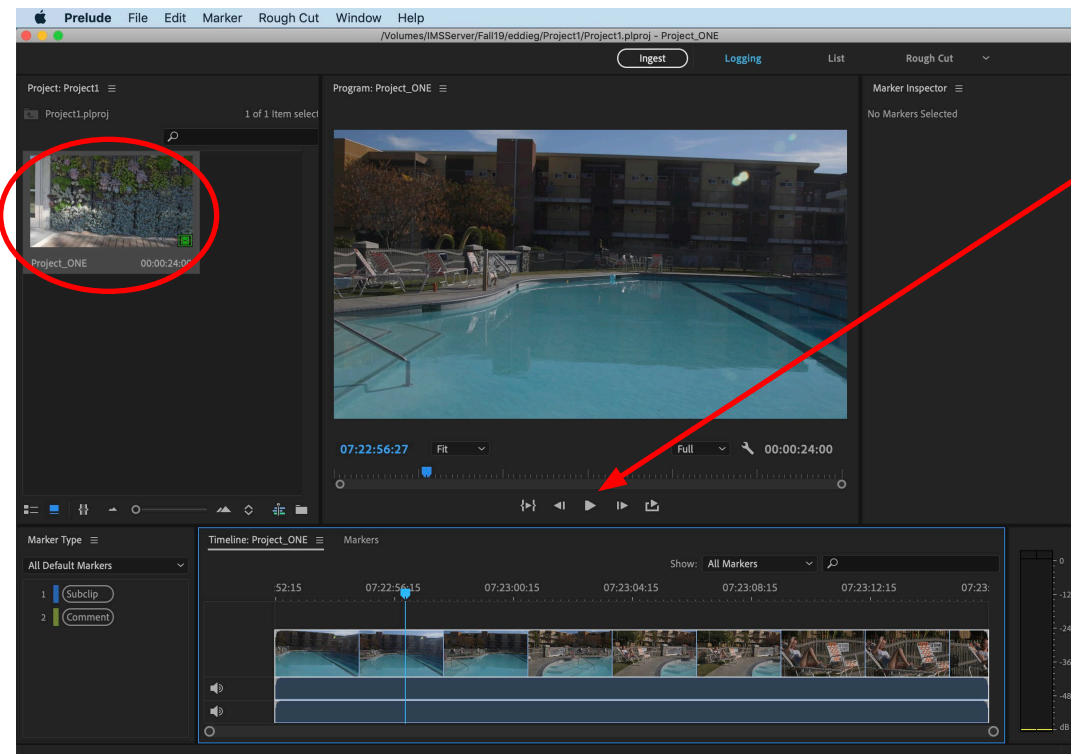 Prelude File Edit Marker Rough Cut Window Help
/Volumes/IMSServer/Fall19/eddieg/Project1/Project1.plproj - Project_ONE
Ingest Logging List Rough Cut
Project: Project1
Program: Project_ONE
Marker Inspector
Project1.plproj 1 of 1 Item select
No Markers Selected
Project_ONE 00:00:24:00
07:22:56:27 Fit Full 00:00:24:00
Marker Type
Timeline: Project_ONE Markers
All Default Markers
Show: All Markers
1 Subclip
2 Comment
52:15 07:22:56:15 07:23:00:15 07:23:04:15 07:23:08:15 07:23:12:15 07:23:
0
-12
-24
-36
-48
dB